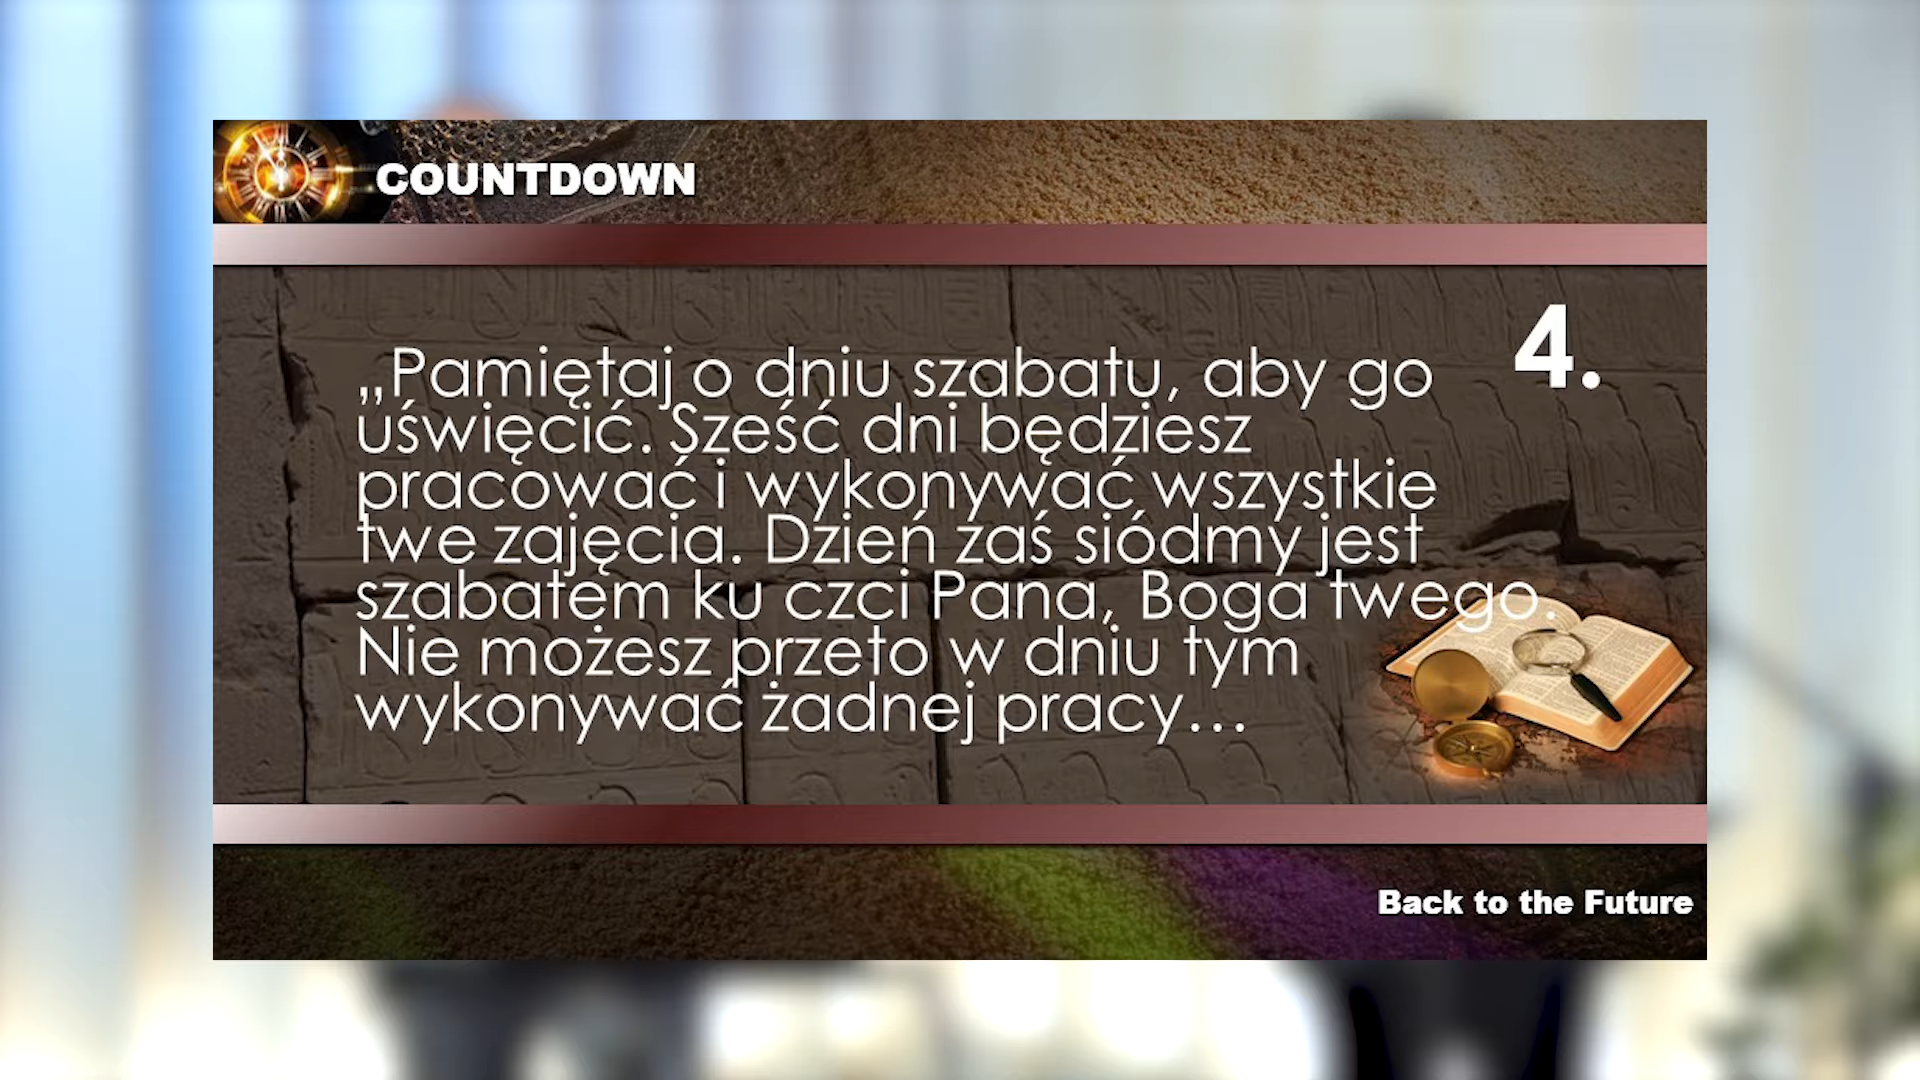 COUNTDOWN
4.
„Pamiętaj o dniu szabatu, aby go
uświęcić. Sześć dni będziesz
pracować i wykonywać wszystkie
twe zajęcia. Dzień zaś siódmy jest
szabatem ku czci Pana, Boga twego.
Nie możesz przeto w dniu tym
wykonywać żadnej pracy…
Back to the Future